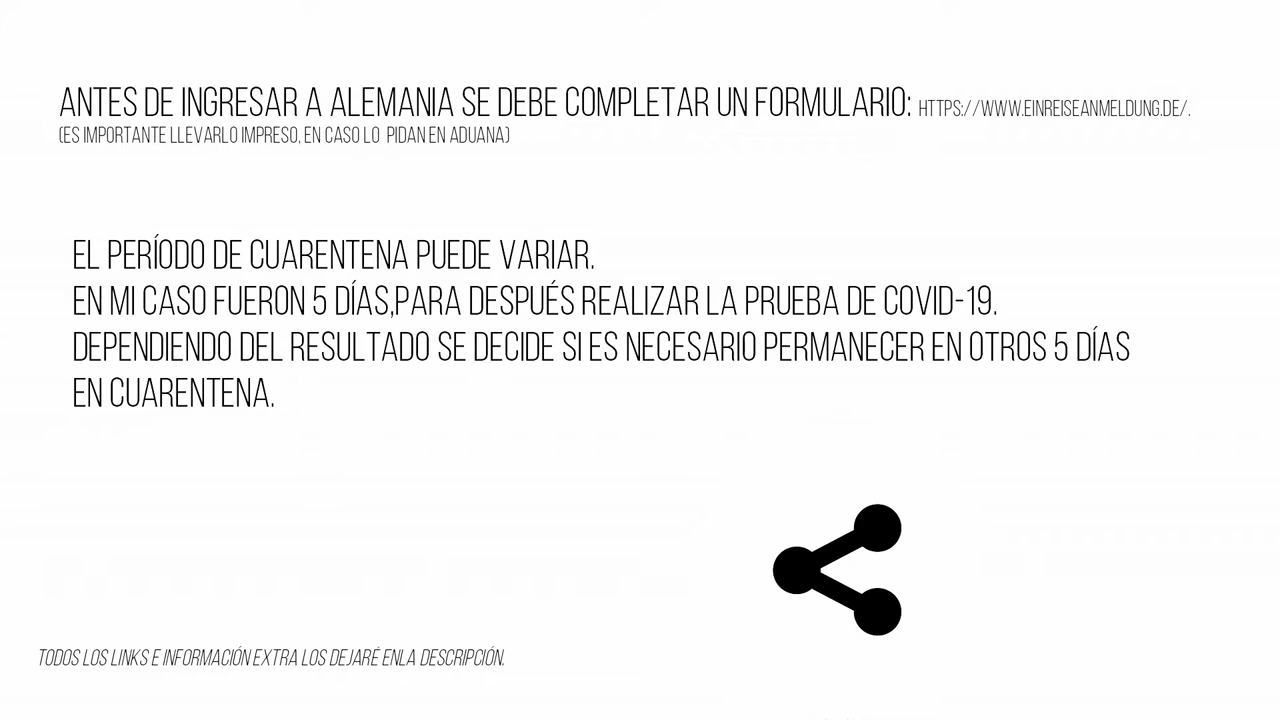 ANTES DE INGRESAR A ALEMANIA SE DEBE COMPLETAR UN FORMULARIO: HTTPS://WWW.EINREISEANMELDUNG.DE/.
(ES IMPORTANTE LLEVARLO IMPRESO, EN CASO LO PIDAN EN ADUANA)
EL PERÍODO DE CUARENTENA PUEDE VARIAR.
EN MI CASO FUERON 5 DÍAS,PARA DESPUÉS REALIZAR LA PRUEBA DE COVID-19.
DEPENDIENDO DEL RESULTADO SE DECIDE SI ES NECESARIO PERMANECER EN OTROS 5 DÍAS
EN CUARENTENA.
TODOS LOS LINKS E INFORMACIÓN EXTRA LOS DEJARÉ ENLA DESCRIPCIÓN.